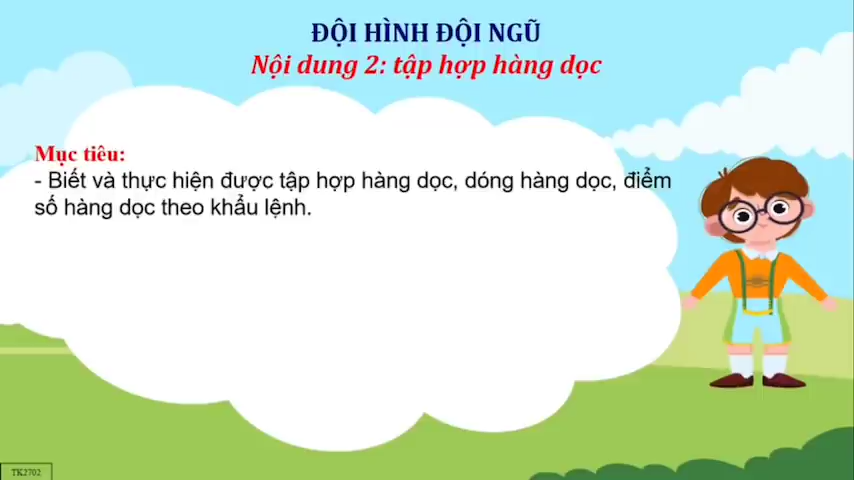 ĐỘI HÌNH ĐỘI NGŨ
Nội dung 2: tập hợp hàng dọc
Mục tiêu:
- Biết và thực hiện được tập hợp hàng dọc, dóng hàng dọc, điểm
số hàng dọc theo khẩu lệnh.
TK2702